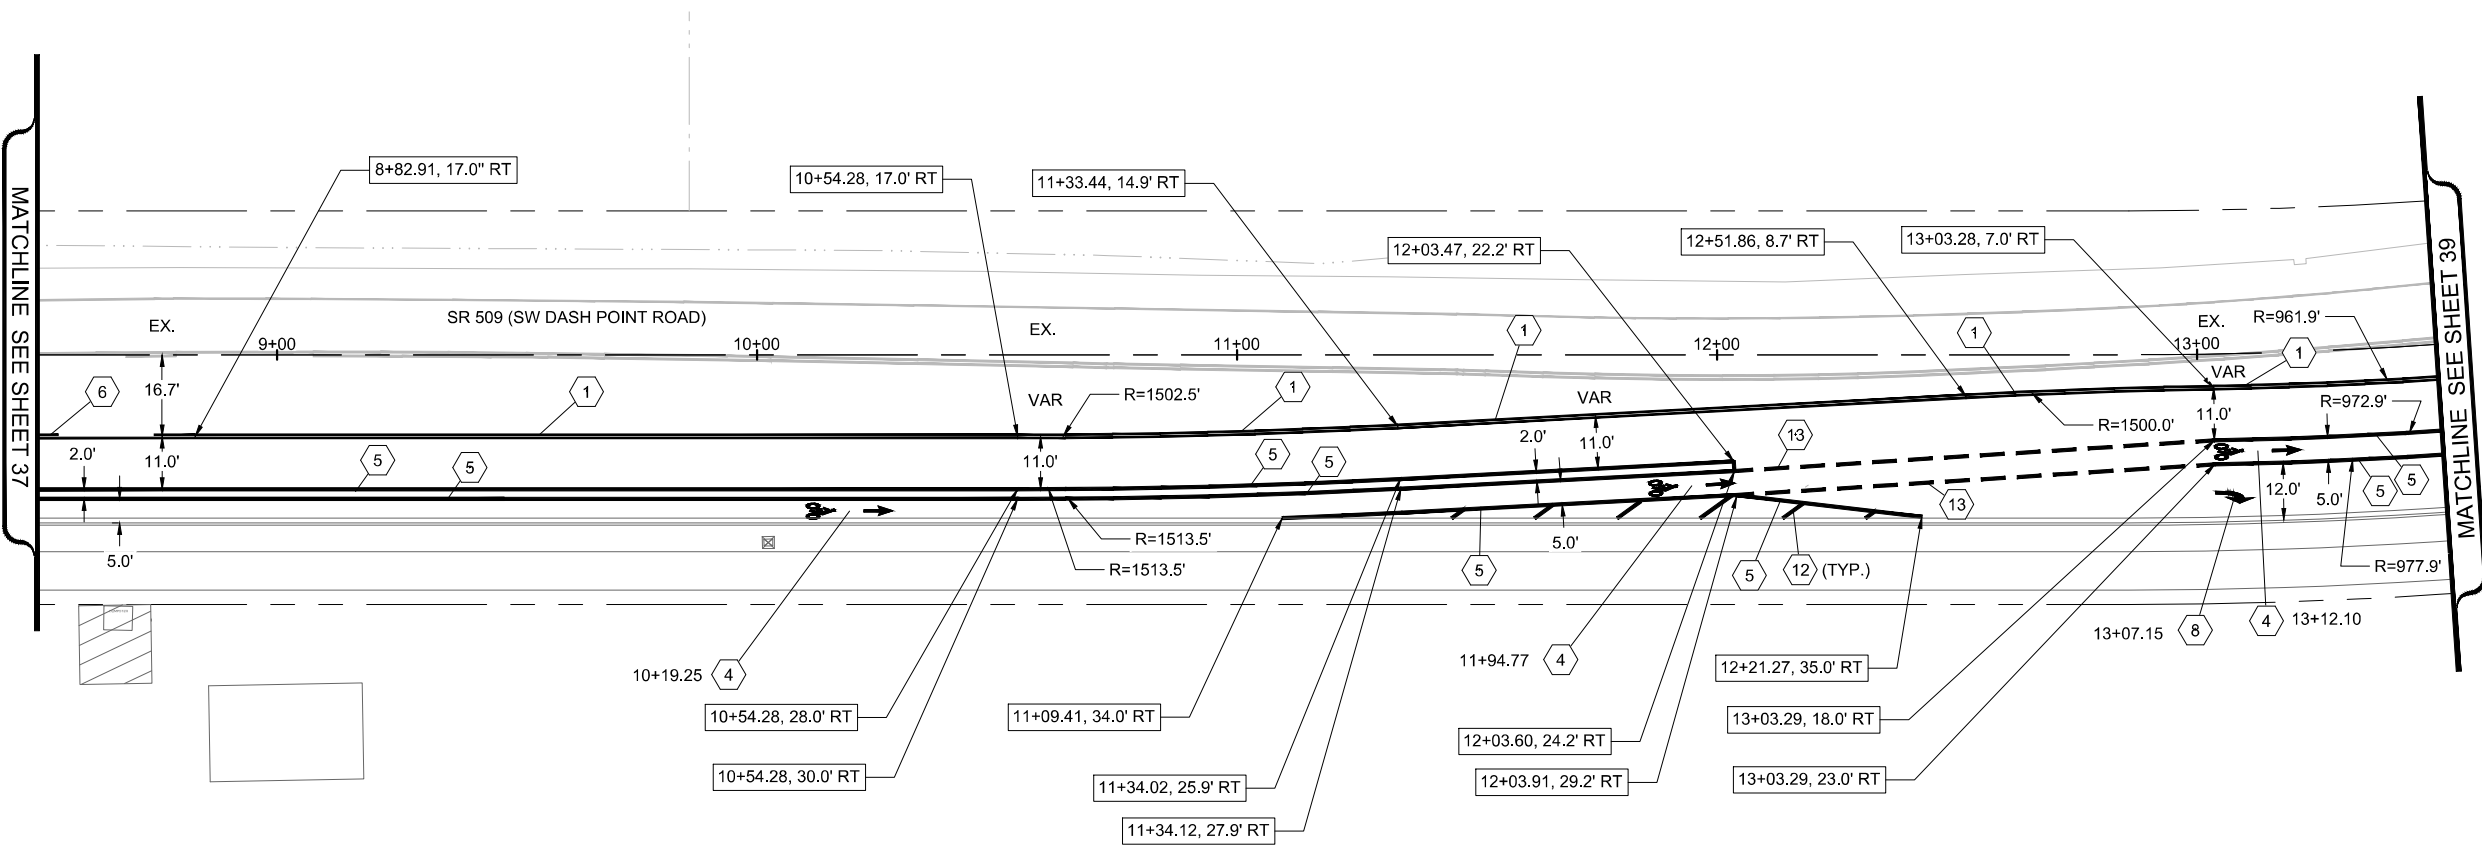 8+82.91, 17.0" RT
10+54.28, 17.0' RT
11+33.44, 14.9' RT
12+03.47, 22.2' RT
12+51.86, 8.7' RT
13+03.28, 7.0' RT
MATCHLINE SEE SHEET 37
MATCHLINE SEE SHEET 39
EX.
SR 509 (SW DASH POINT ROAD)
EX.
EX.
R=961.9'
9+00
10+00
11+00
12+00
13+00
1
1
1
16.7'
6
1
VAR
R=1502.5'
1
VAR
VAR
R=972.9'
11.0'
R=1500.0'
2.0'
11.0'
5
5
11.0'
5
5
2.0'
11.0'
13
13
4
5
5
12.0'
5.0'
5.0'
R=1513.5'
R=1513.5'
5.0'
5
5
12
(TYP.)
R=977.9'
10+19.25
4
11+94.77
4
13+07.15
8
4
13+12.10
12+21.27, 35.0' RT
10+54.28, 28.0' RT
11+09.41, 34.0' RT
13+03.29, 18.0' RT
12+03.60, 24.2' RT
10+54.28, 30.0' RT
11+34.02, 25.9' RT
12+03.91, 29.2' RT
13+03.29, 23.0' RT
11+34.12, 27.9' RT